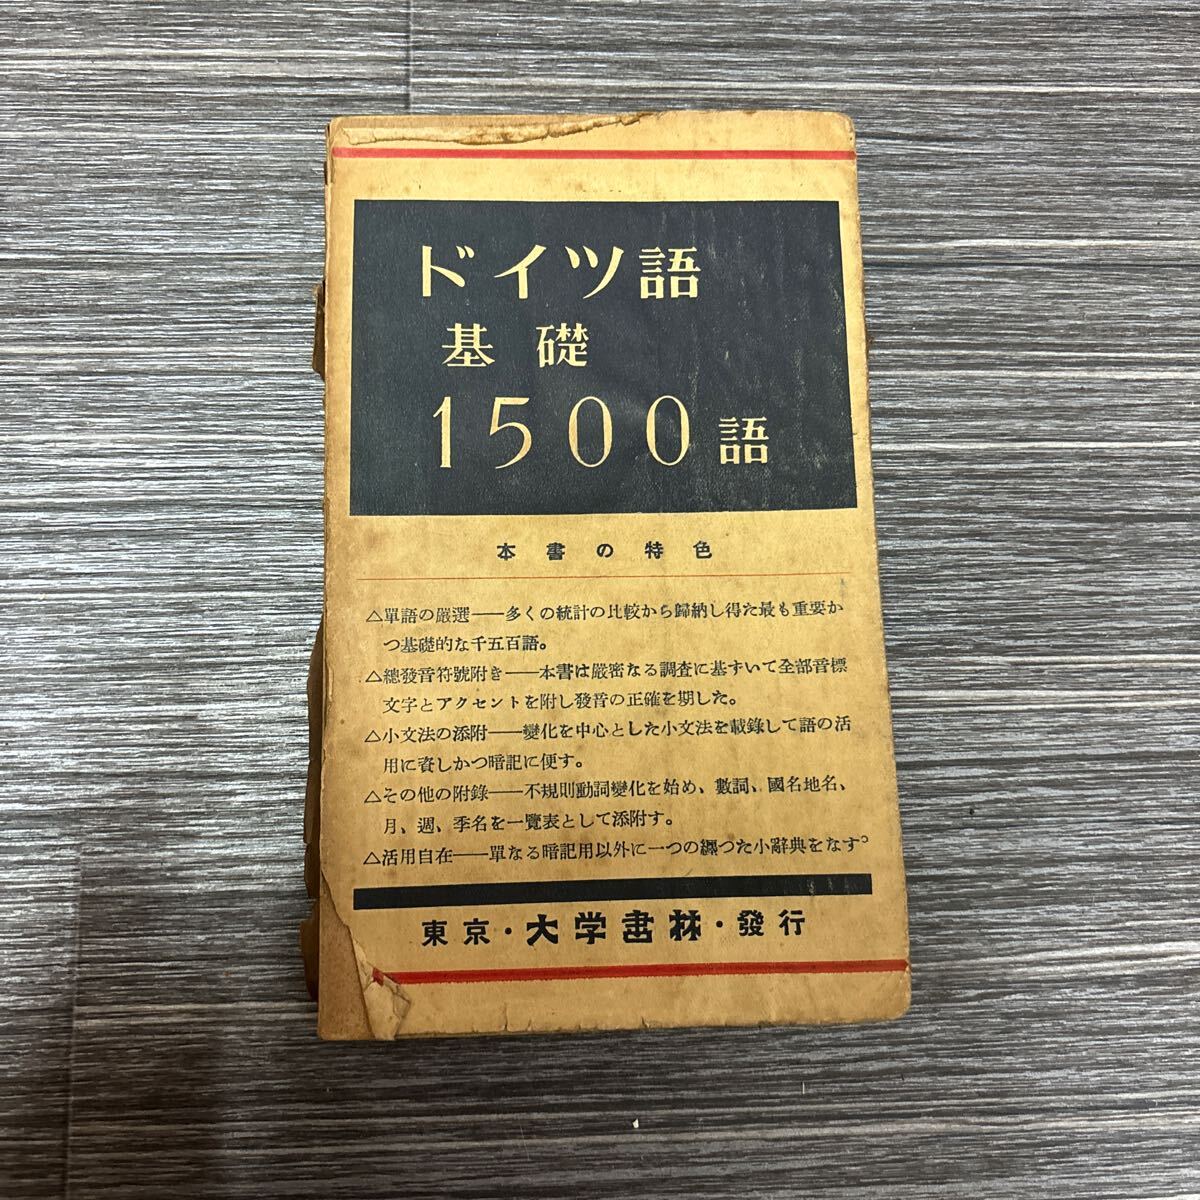 ドイツ語
基礎
1500語
本書の特色
△單語の嚴選――多くの統計の比較から歸納し得た最も重要か
つ基礎的な千五百語。
△總發音符號附き――本書は嚴密なる調査に基ずいて全部音標
文字とアクセントを附し發音の正確を期した。
△小文法の添附――變化を中心とした小文法を載錄して語の活
用に資しかつ暗記に便す。
△その他の附錄――不規則動詞變化を始め、數詞、國名地名、
月、週、季名を一覽表として添附す。
△活用自在――單なる暗記用以外に一つの纒つた小辭典をなす。
東京・大学書林・發行